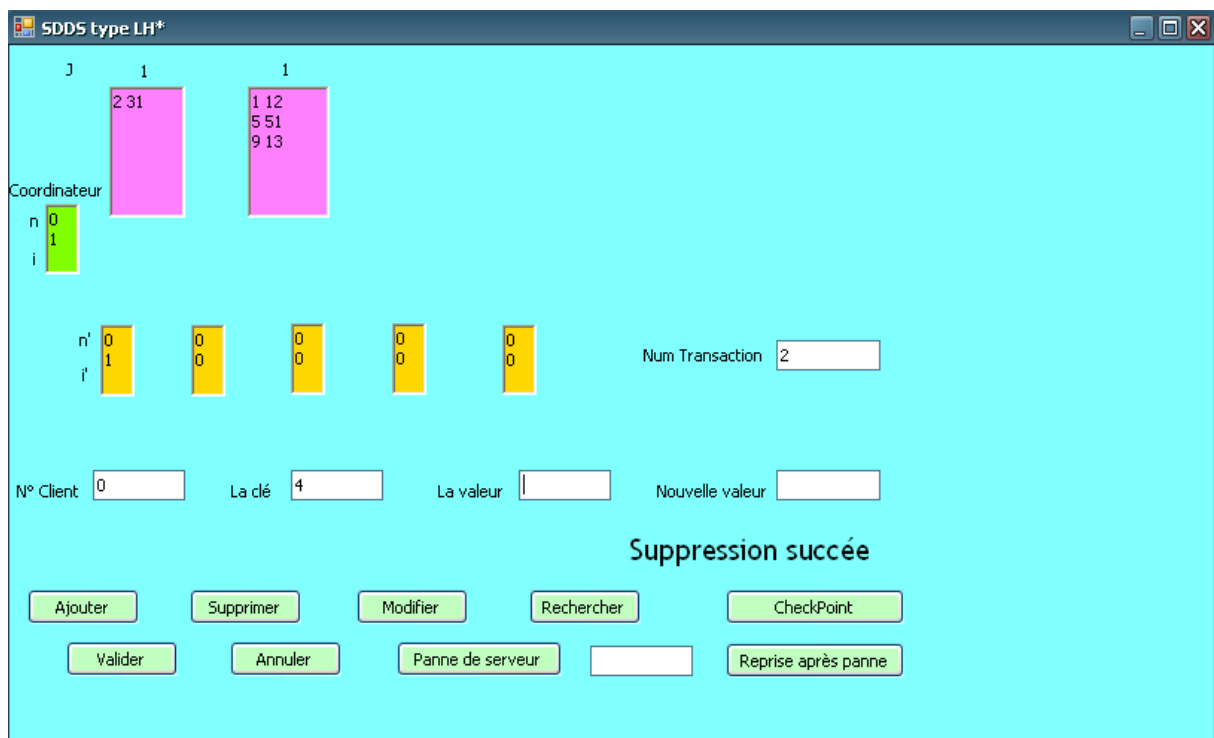 SDDS type LH*
J 1 1
2 31
1 12
5 51
9 13
Coordinateur
n 0
1
i
n' 0 0 0 0 0
1 0 0 0 0
i'
Num Transaction 2
N° Client 0 La clé 4 La valeur Nouvelle valeur
Suppression succée
Ajouter Supprimer Modifier Rechercher CheckPoint
Valider Annuler Panne de serveur Reprise après panne